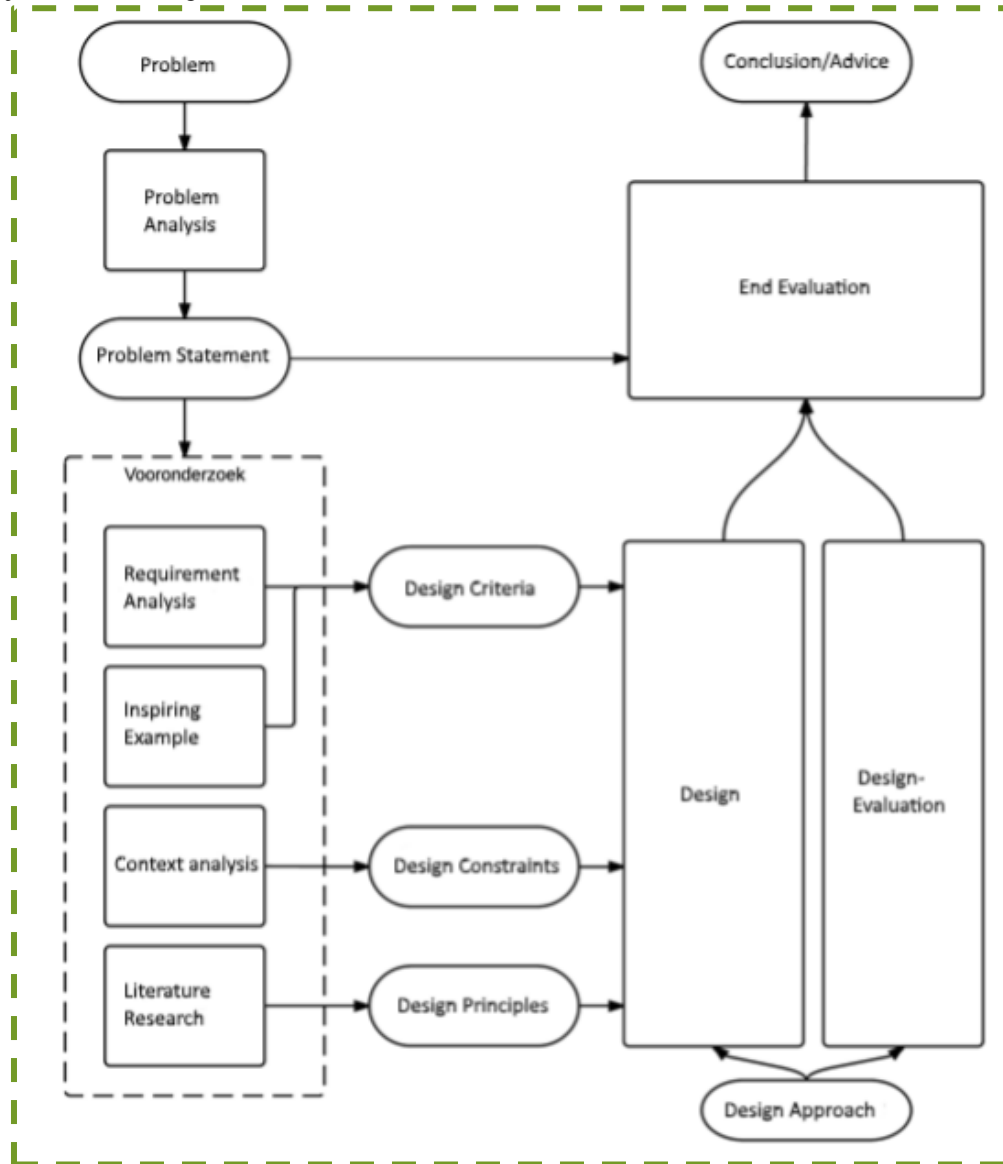 Problem
Problem
Analysis
Problem Statement
Vooronderzoek
Requirement
Analysis
Inspiring
Example
Context analysis
Literature
Research
Design Criteria
Design Constraints
Design Principles
Conclusion/Advice
End Evaluation
Design
Design-
Evaluation
Design Approach